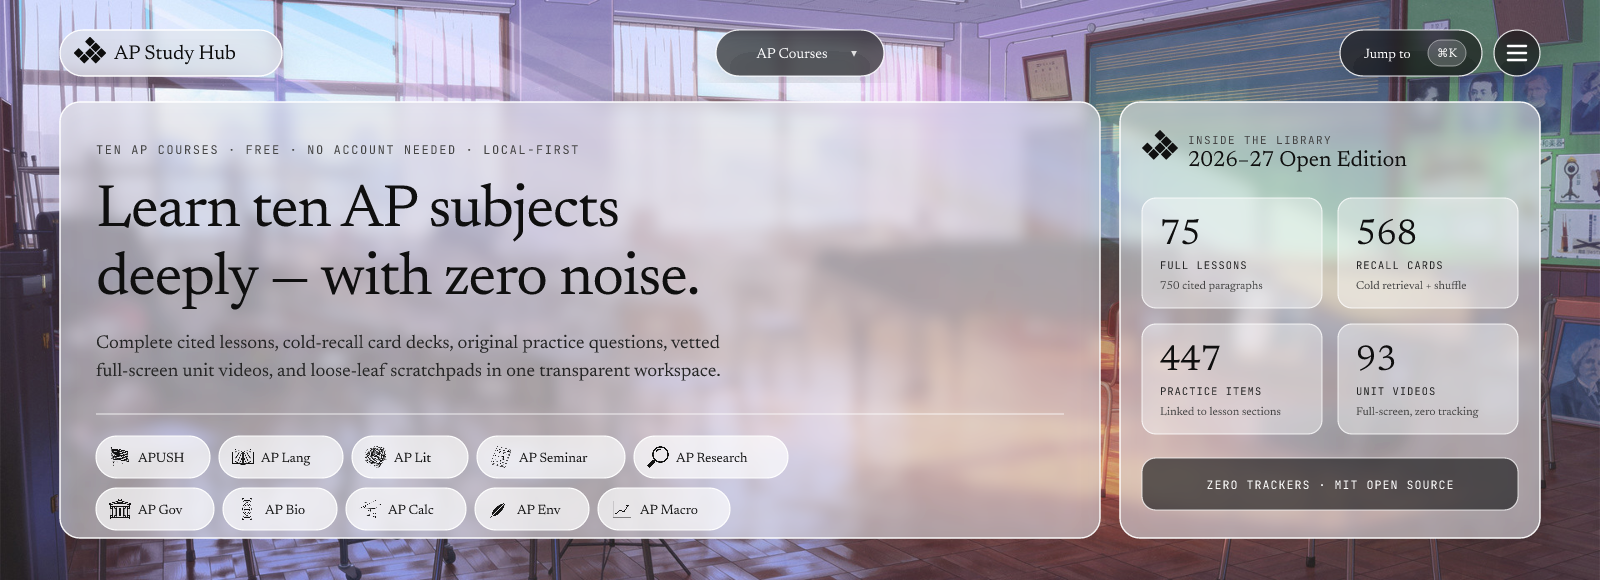 AP Study Hub
AP Courses ▾
Jump to ⌘K
TEN AP COURSES · FREE · NO ACCOUNT NEEDED · LOCAL-FIRST
Learn ten AP subjects
deeply — with zero noise.
Complete cited lessons, cold-recall card decks, original practice questions, vetted
full-screen unit videos, and loose-leaf scratchpads in one transparent workspace.
APUSH
AP Lang
AP Lit
AP Seminar
AP Research
AP Gov
AP Bio
AP Calc
AP Env
AP Macro
INSIDE THE LIBRARY
2026–27 Open Edition
75
FULL LESSONS
750 cited paragraphs
568
RECALL CARDS
Cold retrieval + shuffle
447
PRACTICE ITEMS
Linked to lesson sections
93
UNIT VIDEOS
Full-screen, zero tracking
ZERO TRACKERS · MIT OPEN SOURCE